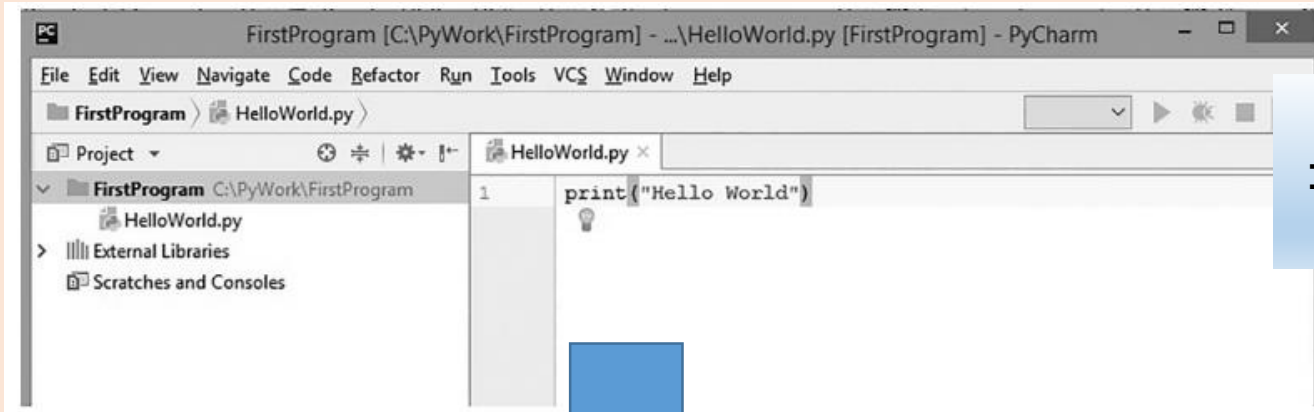 PC FirstProgram [C:\PyWork\FirstProgram] - ...\HelloWorld.py [FirstProgram] - PyCharm
File Edit View Navigate Code Refactor Run Tools VCS Window Help
FirstProgram HelloWorld.py
Project HelloWorld.py
FirstProgram C:\PyWork\FirstProgram
1 print("Hello World")
HelloWorld.py
External Libraries
Scratches and Consoles